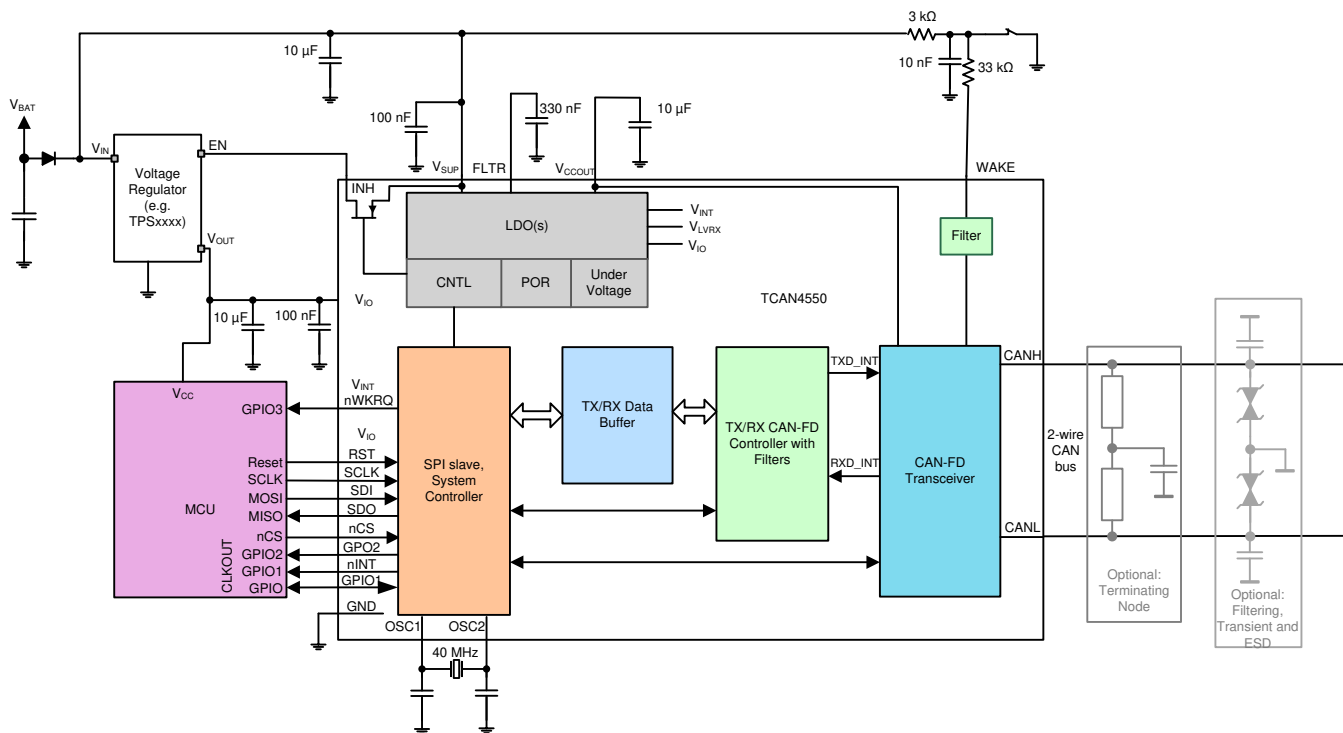 3 kΩ
10 µF
10 nF
33 kΩ
VBAT
100 nF
330 nF
10 µF
VIN
EN
Voltage
Regulator
(e.g.
TPSxxxx)
VSUP
FLTR
VCCOUT
WAKE
INH
VINT
LDO(s)
VLVRX
VIO
Filter
VOUT
CNTL
POR
Under
Voltage
VIO
TCAN4550
10 µF
100 nF
TXD_INT
CANH
VCC
VINT
GPIO3
nWKRQ
TX/RX Data
Buffer
TX/RX CAN-FD
Controller with
Filters
2-wire
CAN
bus
VIO
Reset
RST
SPI slave,
System
Controller
RXD_INT
CAN-FD
Transceiver
SCLK
SCLK
MCU
MOSI
SDI
MISO
SDO
nCS
nCS
CANL
CLKOUT
GPIO2
GPO2
GPIO1
nINT
GPIO
GPIO1
Optional:
Terminating
Node
Optional:
Filtering,
Transient and
ESD
GND
OSC1
OSC2
40 MHz